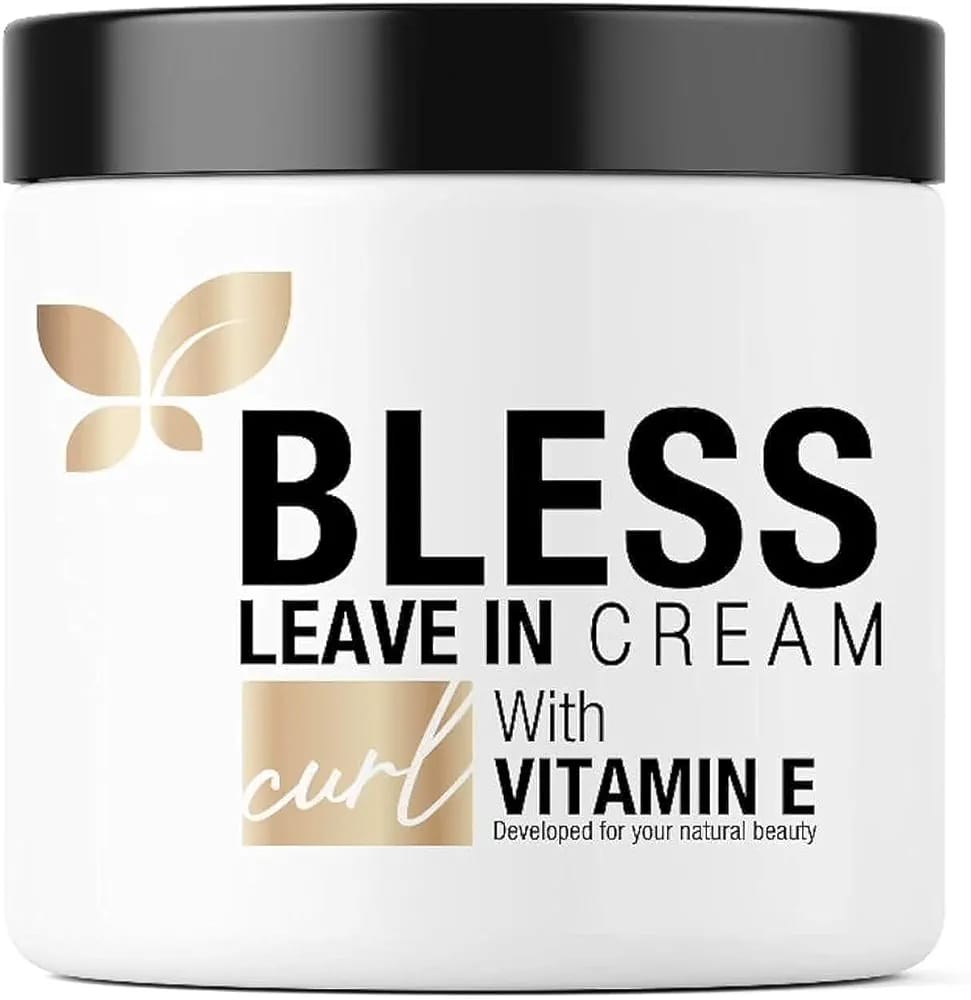 BLESS
LEAVE IN CREAM
curl
With
VITAMIN E
Developed for your natural beauty